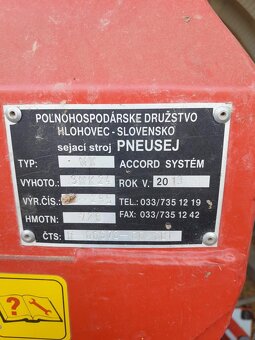 POĽNOHOSPODÁRSKE DRUŽSTVO
HLOHOVEC - SLOVENSKO
sejací stroj PNEUSEJ
TYP: ACCORD SYSTÉM
VYHOTO.: ROK V. 20
VÝR.ČÍS.: TEL.: 033/735 12 19
HMOTN: FAX: 033/735 12 42
ČTS: